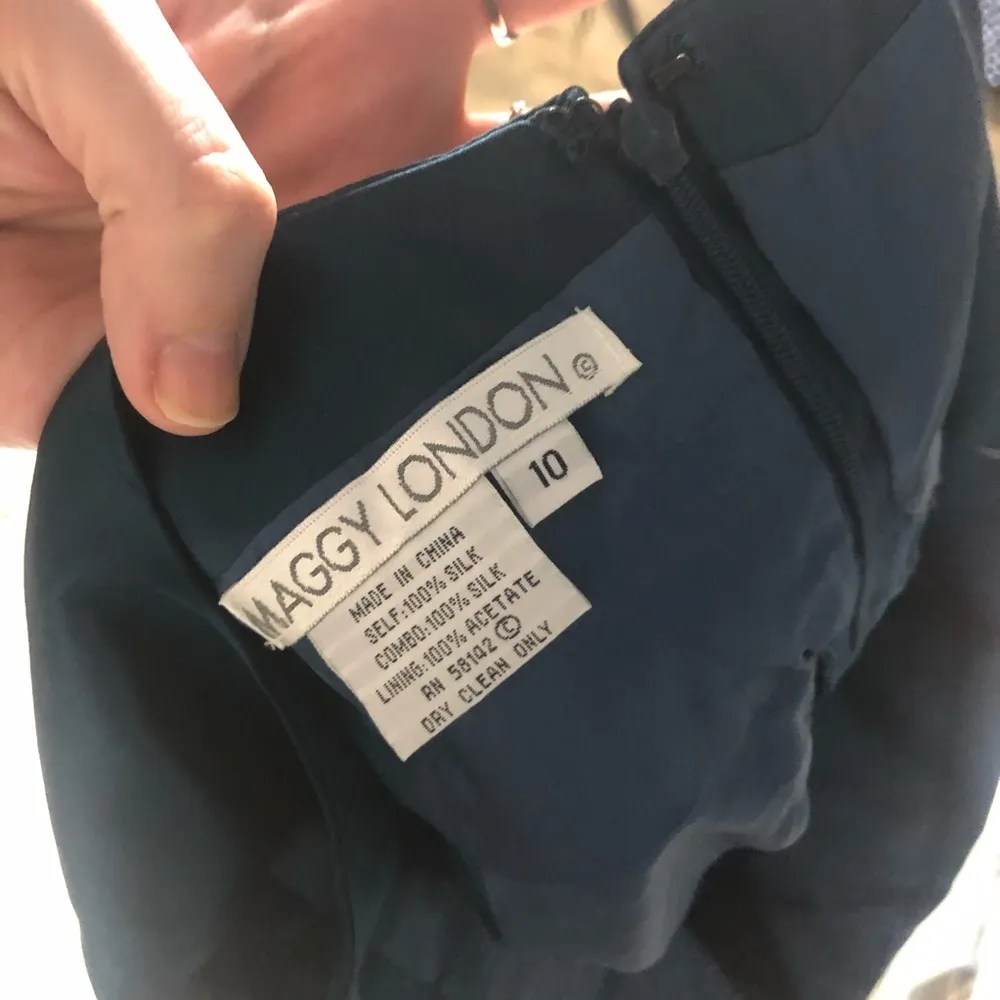 MAGGY LONDON ©
10
MADE IN CHINA
SELF:100% SILK
COMBO:100% SILK
LINING:100% ACETATE
RN 58142 ©
DRY CLEAN ONLY